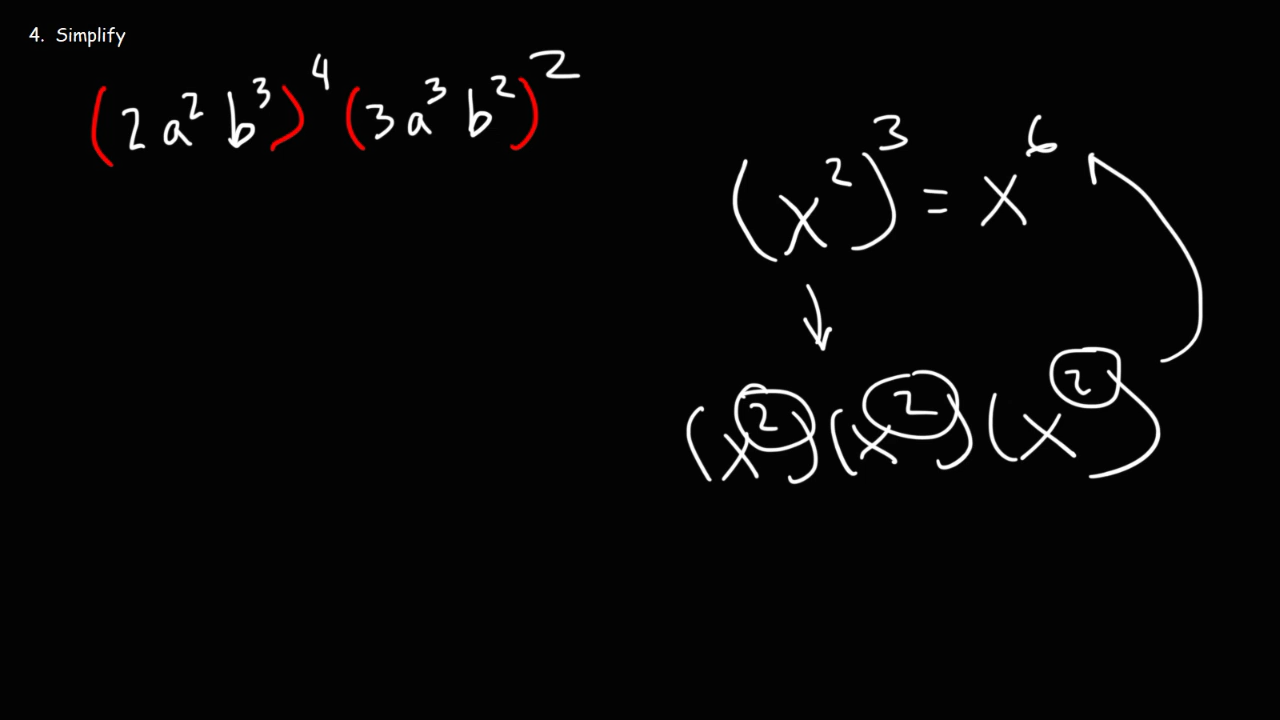 4. Simplify
(2a²b³)⁴(3a³b²)²
(x²)³ = x⁶
(x²)(x²)(x²)